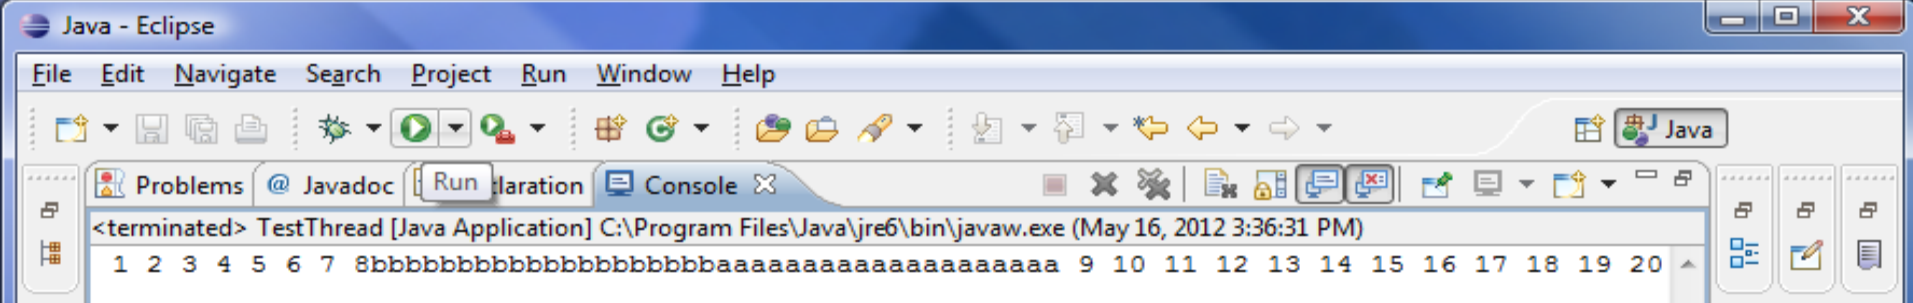 Java - Eclipse
File Edit Navigate Search Project Run Window Help
Java
Problems @ Javadoc Run laration Console
<terminated> TestThread [Java Application] C:\Program Files\Java\jre6\bin\javaw.exe (May 16, 2012 3:36:31 PM)
1 2 3 4 5 6 7 8bbbbbbbbbbbbbbbbbbbbaaaaaaaaaaaaaaaaaaaa 9 10 11 12 13 14 15 16 17 18 19 20